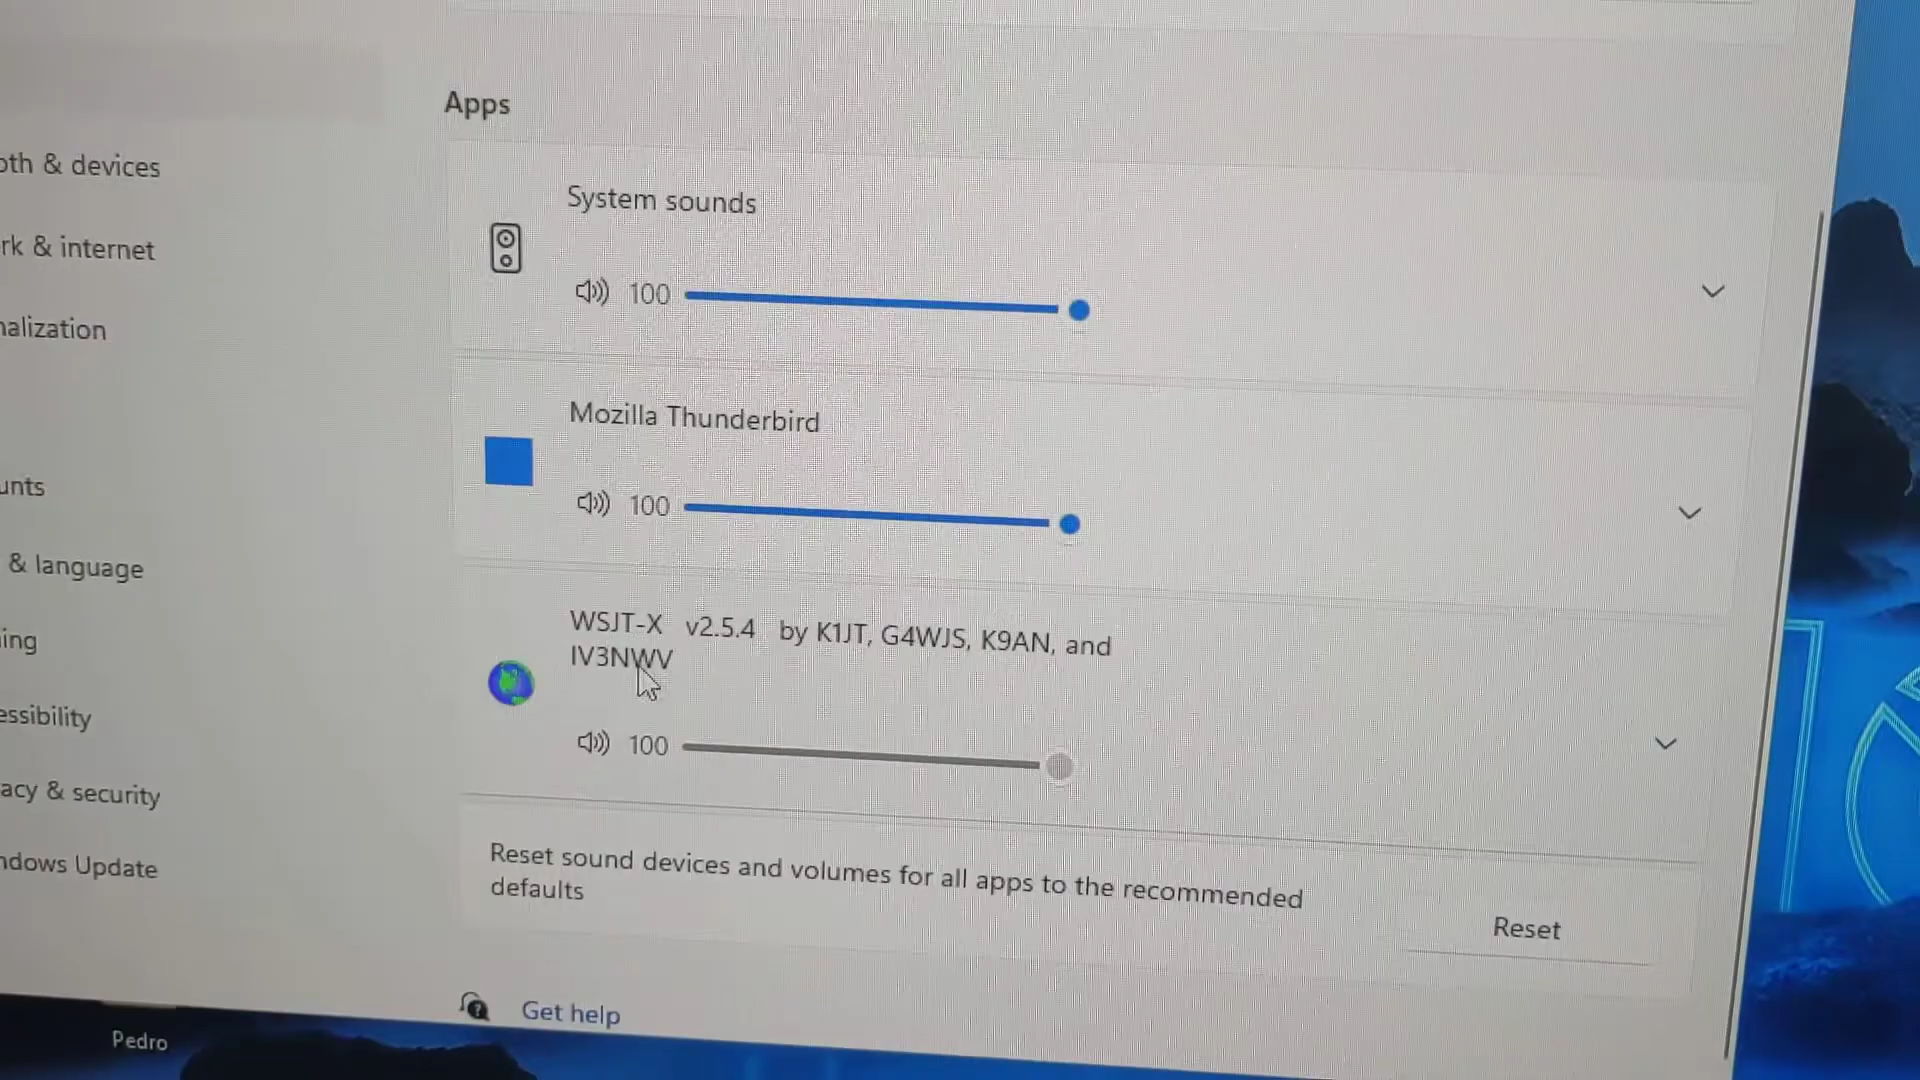 Apps
oth & devices
System sounds
rk & internet
100
nalization
Mozilla Thunderbird
unts
100
& language
WSJT-X v2.5.4 by K1JT, G4WJS, K9AN, and
IV3NWV
ing
essibility
100
acy & security
Reset sound devices and volumes for all apps to the recommended
defaults
ndows Update
Reset
Get help
Pedro